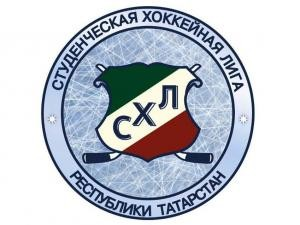 СТУДЕНЧЕСКАЯ ХОККЕЙНАЯ ЛИГА
СХЛ
РЕСПУБЛИКИ ТАТАРСТАН